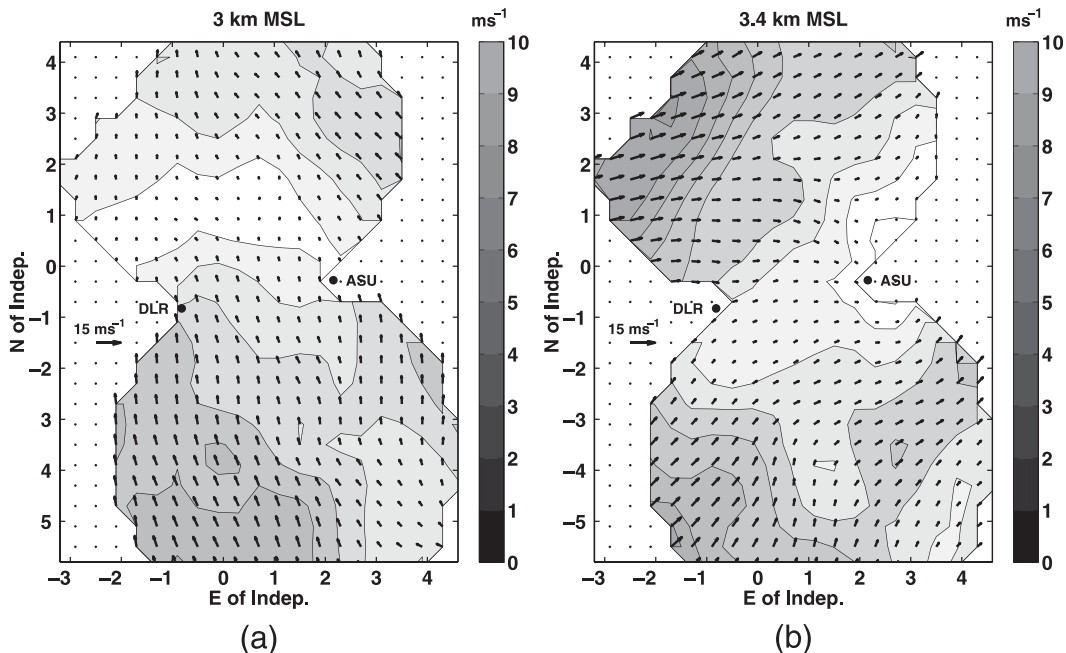 3 km MSL
ms⁻¹
4
3
2
1
0
−1
−2
−3
−4
5
N of Indep.
−3 −2 −1 0 1 2 3 4
E of Indep.
DLR
ASU
15 ms⁻¹
10
9
8
7
6
5
4
3
2
1
0
(a)
3.4 km MSL
ms⁻¹
4
3
2
1
0
−1
−2
−3
−4
5
N of Indep.
−3 −2 −1 0 1 2 3 4
E of Indep.
DLR
ASU
15 ms⁻¹
10
9
8
7
6
5
4
3
2
1
0
(b)